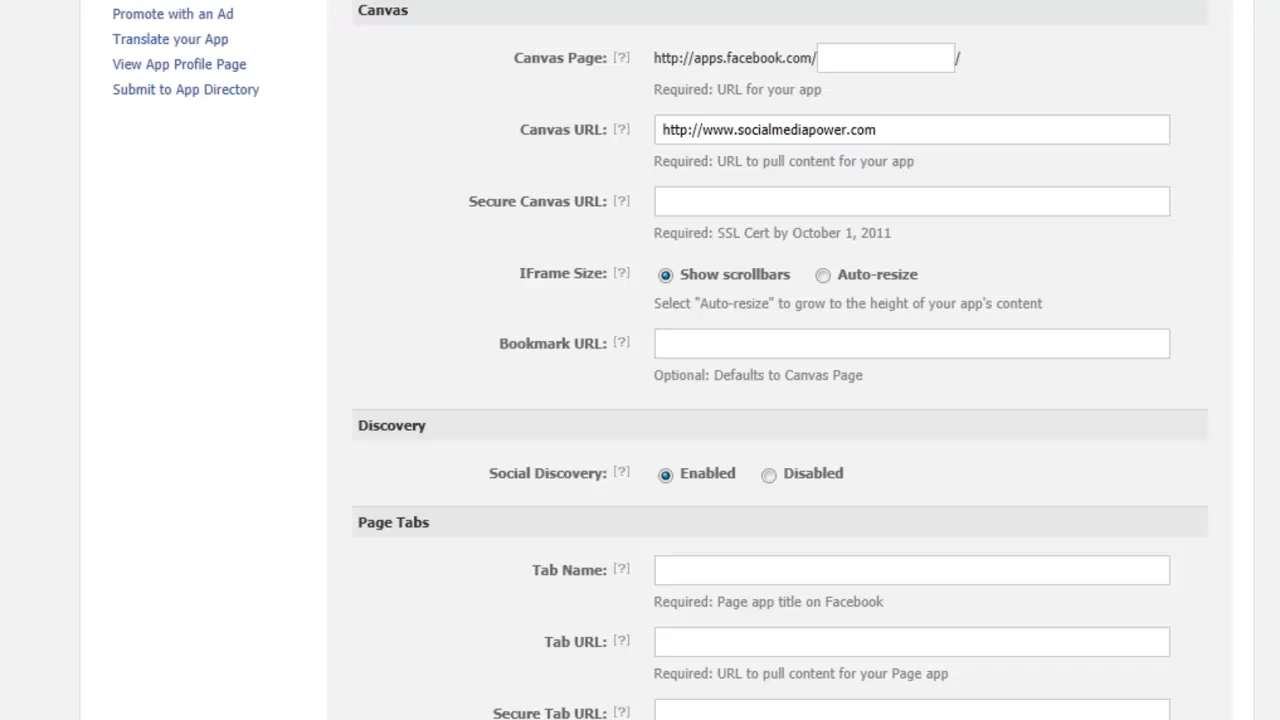 Promote with an Ad
Translate your App
View App Profile Page
Submit to App Directory
Canvas
Canvas Page: [?] http://apps.facebook.com/ /
Required: URL for your app
Canvas URL: [?] http://www.socialmediapower.com
Required: URL to pull content for your app
Secure Canvas URL: [?]
Required: SSL Cert by October 1, 2011
IFrame Size: [?] Show scrollbars Auto-resize
Select "Auto-resize" to grow to the height of your app's content
Bookmark URL: [?]
Optional: Defaults to Canvas Page
Discovery
Social Discovery: [?] Enabled Disabled
Page Tabs
Tab Name: [?]
Required: Page app title on Facebook
Tab URL: [?]
Required: URL to pull content for your Page app
Secure Tab URL: [?]